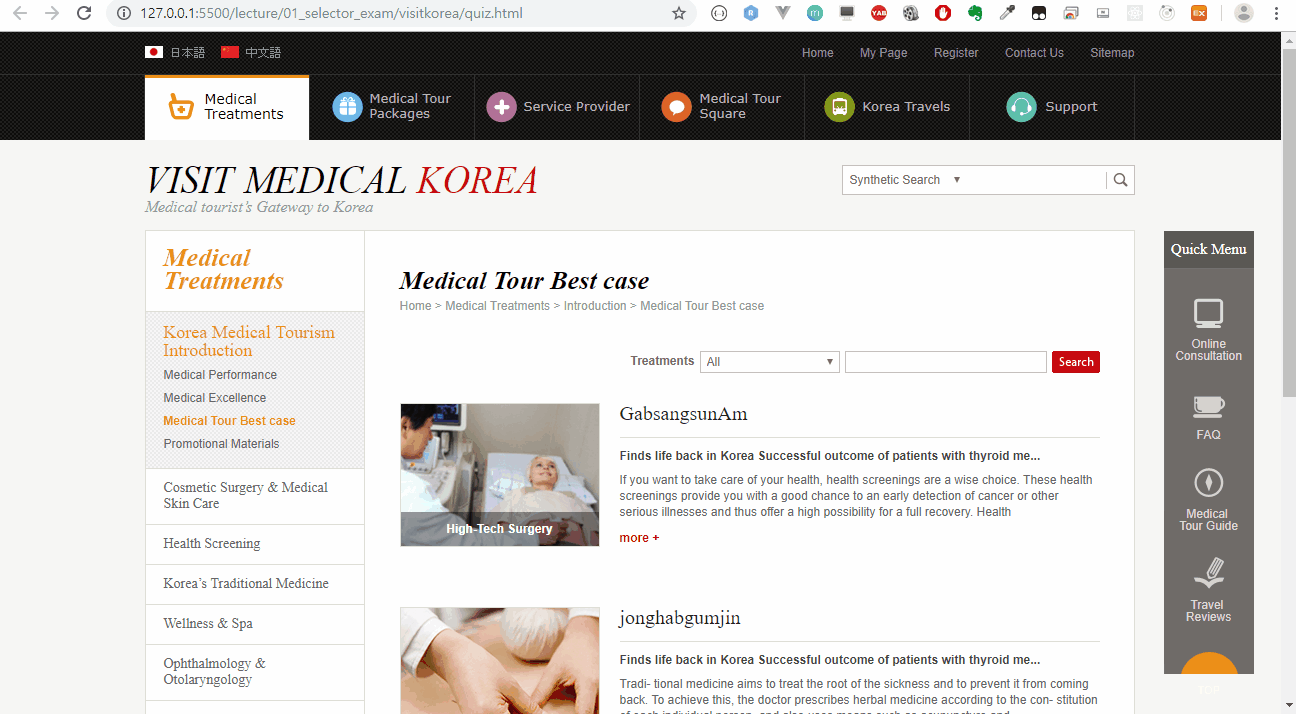 127.0.0.1:5500/lecture/01_selector_exam/visitkorea/quiz.html
日本語 中文語
Home My Page Register Contact Us Sitemap
Medical
Treatments
Medical Tour
Packages
Service Provider
Medical Tour
Square
Korea Travels
Support
VISIT MEDICAL KOREA
Medical tourist's Gateway to Korea
Synthetic Search
Medical
Treatments
Korea Medical Tourism
Introduction
Medical Performance
Medical Excellence
Medical Tour Best case
Promotional Materials
Cosmetic Surgery & Medical
Skin Care
Health Screening
Korea's Traditional Medicine
Wellness & Spa
Ophthalmology &
Otolaryngology
Medical Tour Best case
Home > Medical Treatments > Introduction > Medical Tour Best case
Treatments All Search
High-Tech Surgery
GabsangsunAm
Finds life back in Korea Successful outcome of patients with thyroid me...
If you want to take care of your health, health screenings are a wise choice. These health
screenings provide you with a good chance to an early detection of cancer or other
serious illnesses and thus offer a high possibility for a full recovery. Health
more +
jonghabgumjin
Finds life back in Korea Successful outcome of patients with thyroid me...
Tradi- tional medicine aims to treat the root of the sickness and to prevent it from coming
back. To achieve this, the doctor prescribes herbal medicine according to the con- stitution
Quick Menu
Online
Consultation
FAQ
Medical
Tour Guide
Travel
Reviews
TOP